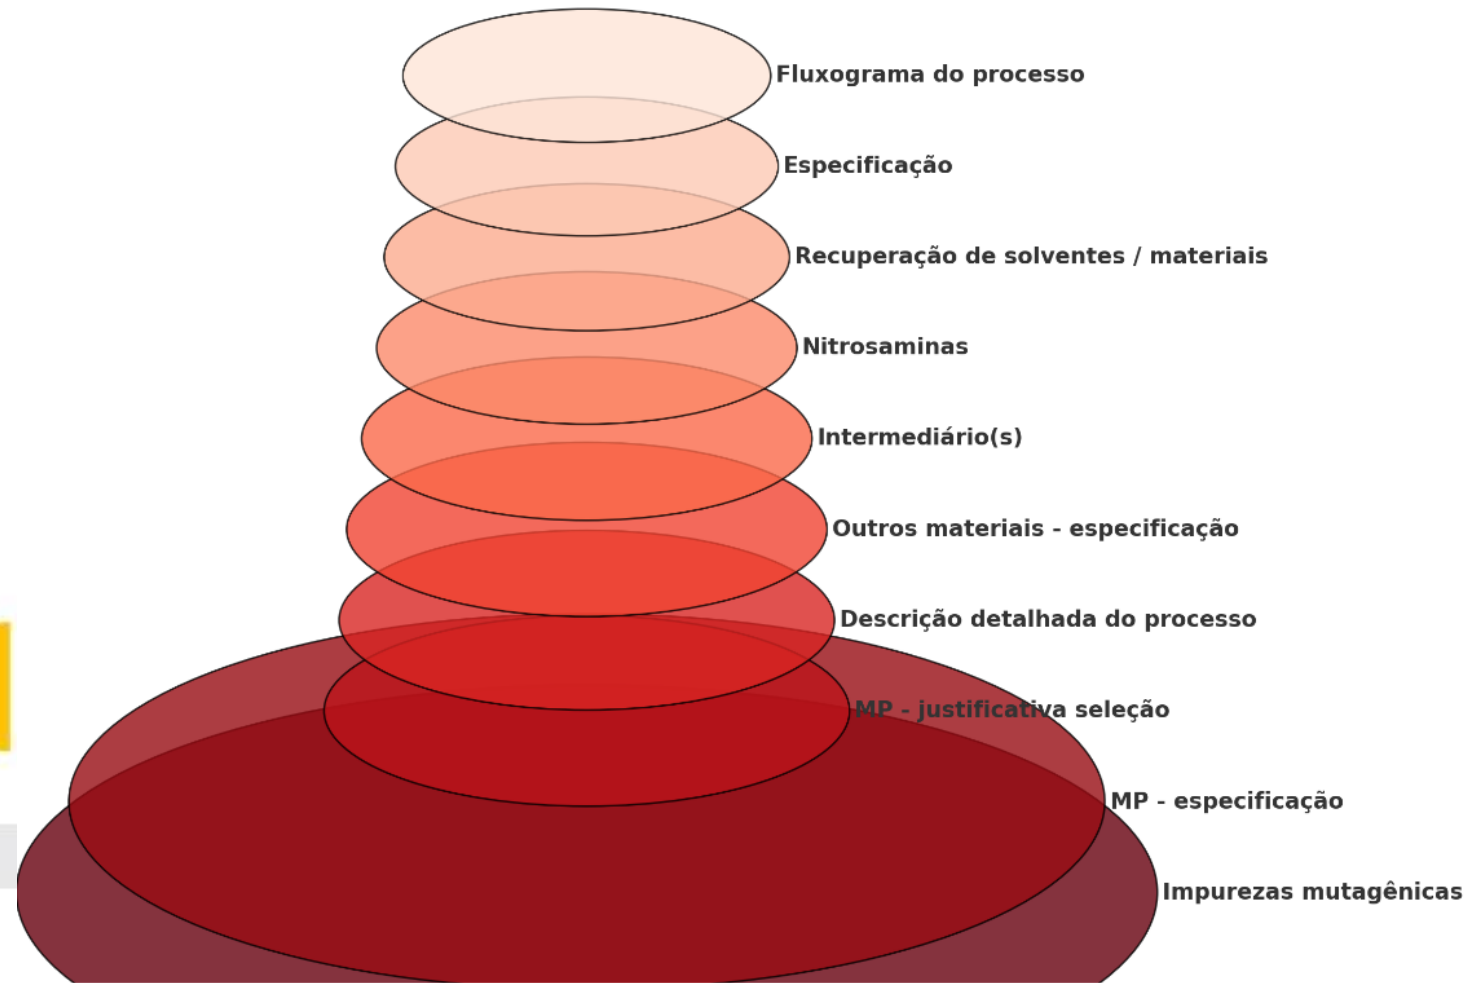 Fluxograma do processo
Especificação
Recuperação de solventes / materiais
Nitrosaminas
Intermediário(s)
Outros materiais - especificação
Descrição detalhada do processo
MP - justificativa seleção
MP - especificação
Impurezas mutagênicas